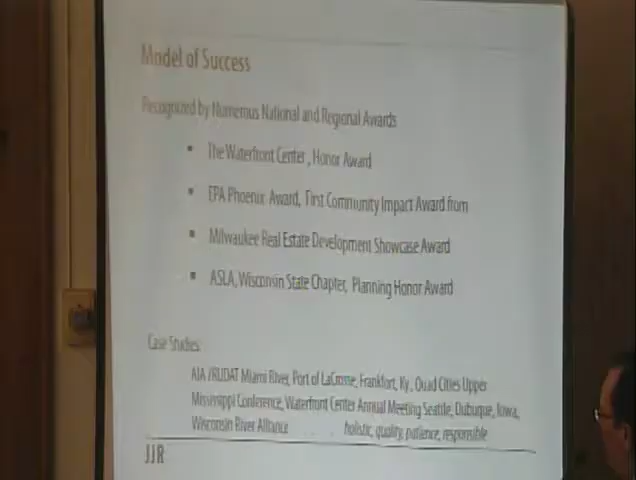 Model of Success
Recognized by Numerous National and Regional Awards
▪ The Waterfront Center, Honor Award
▪ EPA Phoenix Award, First Community Impact Award from
▪ Milwaukee Real Estate Development Showcase Award
▪ ASLA, Wisconsin State Chapter, Planning Honor Award
Case Studies:
AIA /RUDAT Miami River, Port of LaCrosse, Frankfort, Ky, Quad Cities Upper
Mississippi Conference, Waterfront Center Annual Meeting Seattle, Dubuque, Iowa,
Wisconsin River Alliance holistic, quality, patience, responsible
JJR